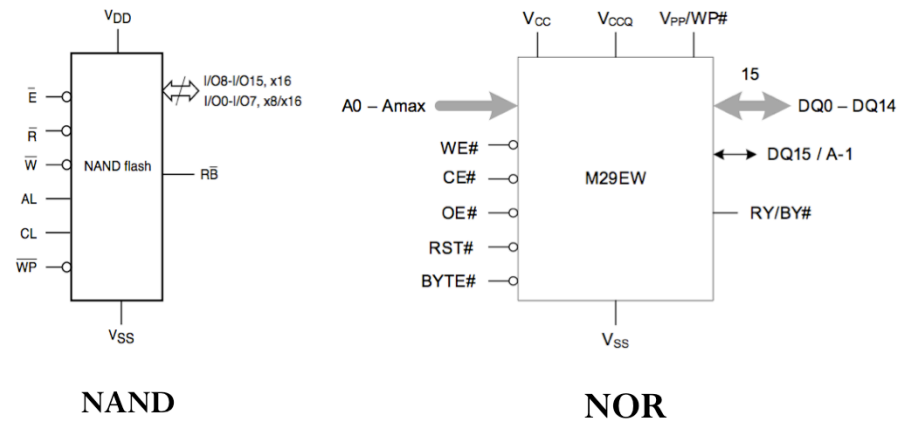 VDD
E̅
R̅
W̅
AL
CL
W̅P̅
NAND flash
I/O8-I/O15, x16
I/O0-I/O7, x8/x16
RB̅
VSS
NAND
VCC
VCCQ
VPP/WP#
A0 – Amax
WE#
CE#
OE#
RST#
BYTE#
M29EW
15
DQ0 – DQ14
DQ15 / A-1
RY/BY#
VSS
NOR